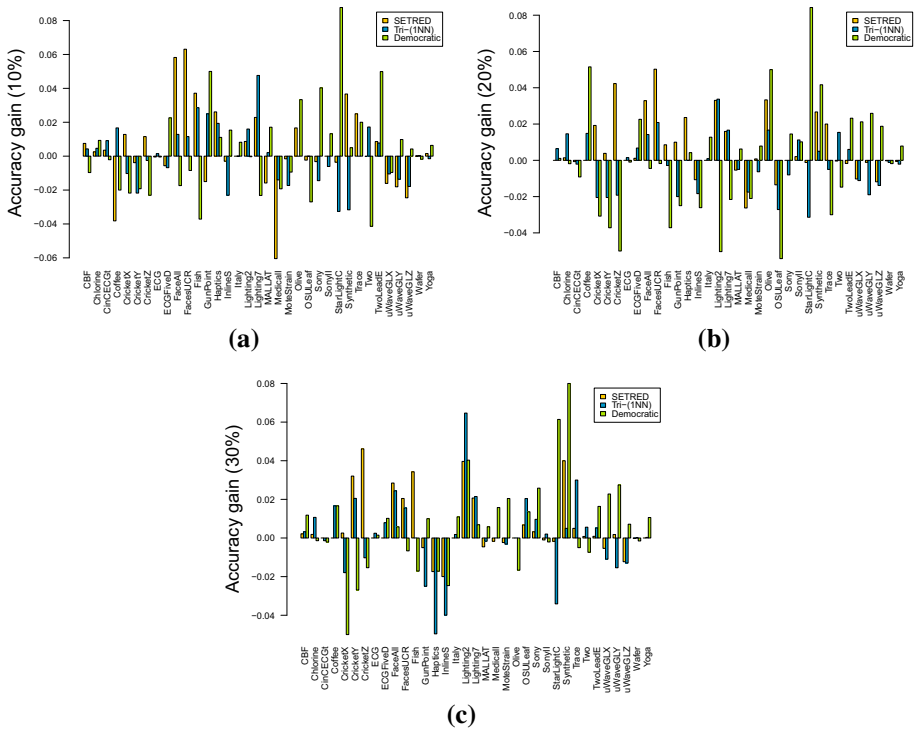 Accuracy gain (10%)
0.08
0.06
0.04
0.02
0.00
−0.02
−0.04
−0.06
SETRED
Tri−(1NN)
Democratic
CBF
Chlorine
CinCECGt
Coffee
CricketX
CricketY
CricketZ
ECG
ECGFiveD
FaceAll
FacesUCR
Fish
GunPoint
Haptics
InlineS
Italy
Lighting2
Lighting7
MALLAT
Medicall
MoteStrain
Olive
OSULeaf
Sony
SonyII
StarLightC
Synthetic
Trace
Two
TwoLeadE
uWaveGLX
uWaveGLY
uWaveGLZ
Wafer
Yoga
(a)
Accuracy gain (20%)
0.08
0.06
0.04
0.02
0.00
−0.02
−0.04
−0.06
SETRED
Tri−(1NN)
Democratic
CBF
Chlorine
CinCECGt
Coffee
CricketX
CricketY
CricketZ
ECG
ECGFiveD
FaceAll
FacesUCR
Fish
GunPoint
Haptics
InlineS
Italy
Lighting2
Lighting7
MALLAT
Medicall
MoteStrain
Olive
OSULeaf
Sony
SonyII
StarLightC
Synthetic
Trace
Two
TwoLeadE
uWaveGLX
uWaveGLY
uWaveGLZ
Wafer
Yoga
(b)
Accuracy gain (30%)
0.08
0.06
0.04
0.02
0.00
−0.02
−0.04
SETRED
Tri−(1NN)
Democratic
CBF
Chlorine
CinCECGt
Coffee
CricketX
CricketY
CricketZ
ECG
ECGFiveD
FaceAll
FacesUCR
Fish
GunPoint
Haptics
InlineS
Italy
Lighting2
Lighting7
MALLAT
Medicall
MoteStrain
Olive
OSULeaf
Sony
SonyII
StarLightC
Synthetic
Trace
Two
TwoLeadE
uWaveGLX
uWaveGLY
uWaveGLZ
Wafer
Yoga
(c)